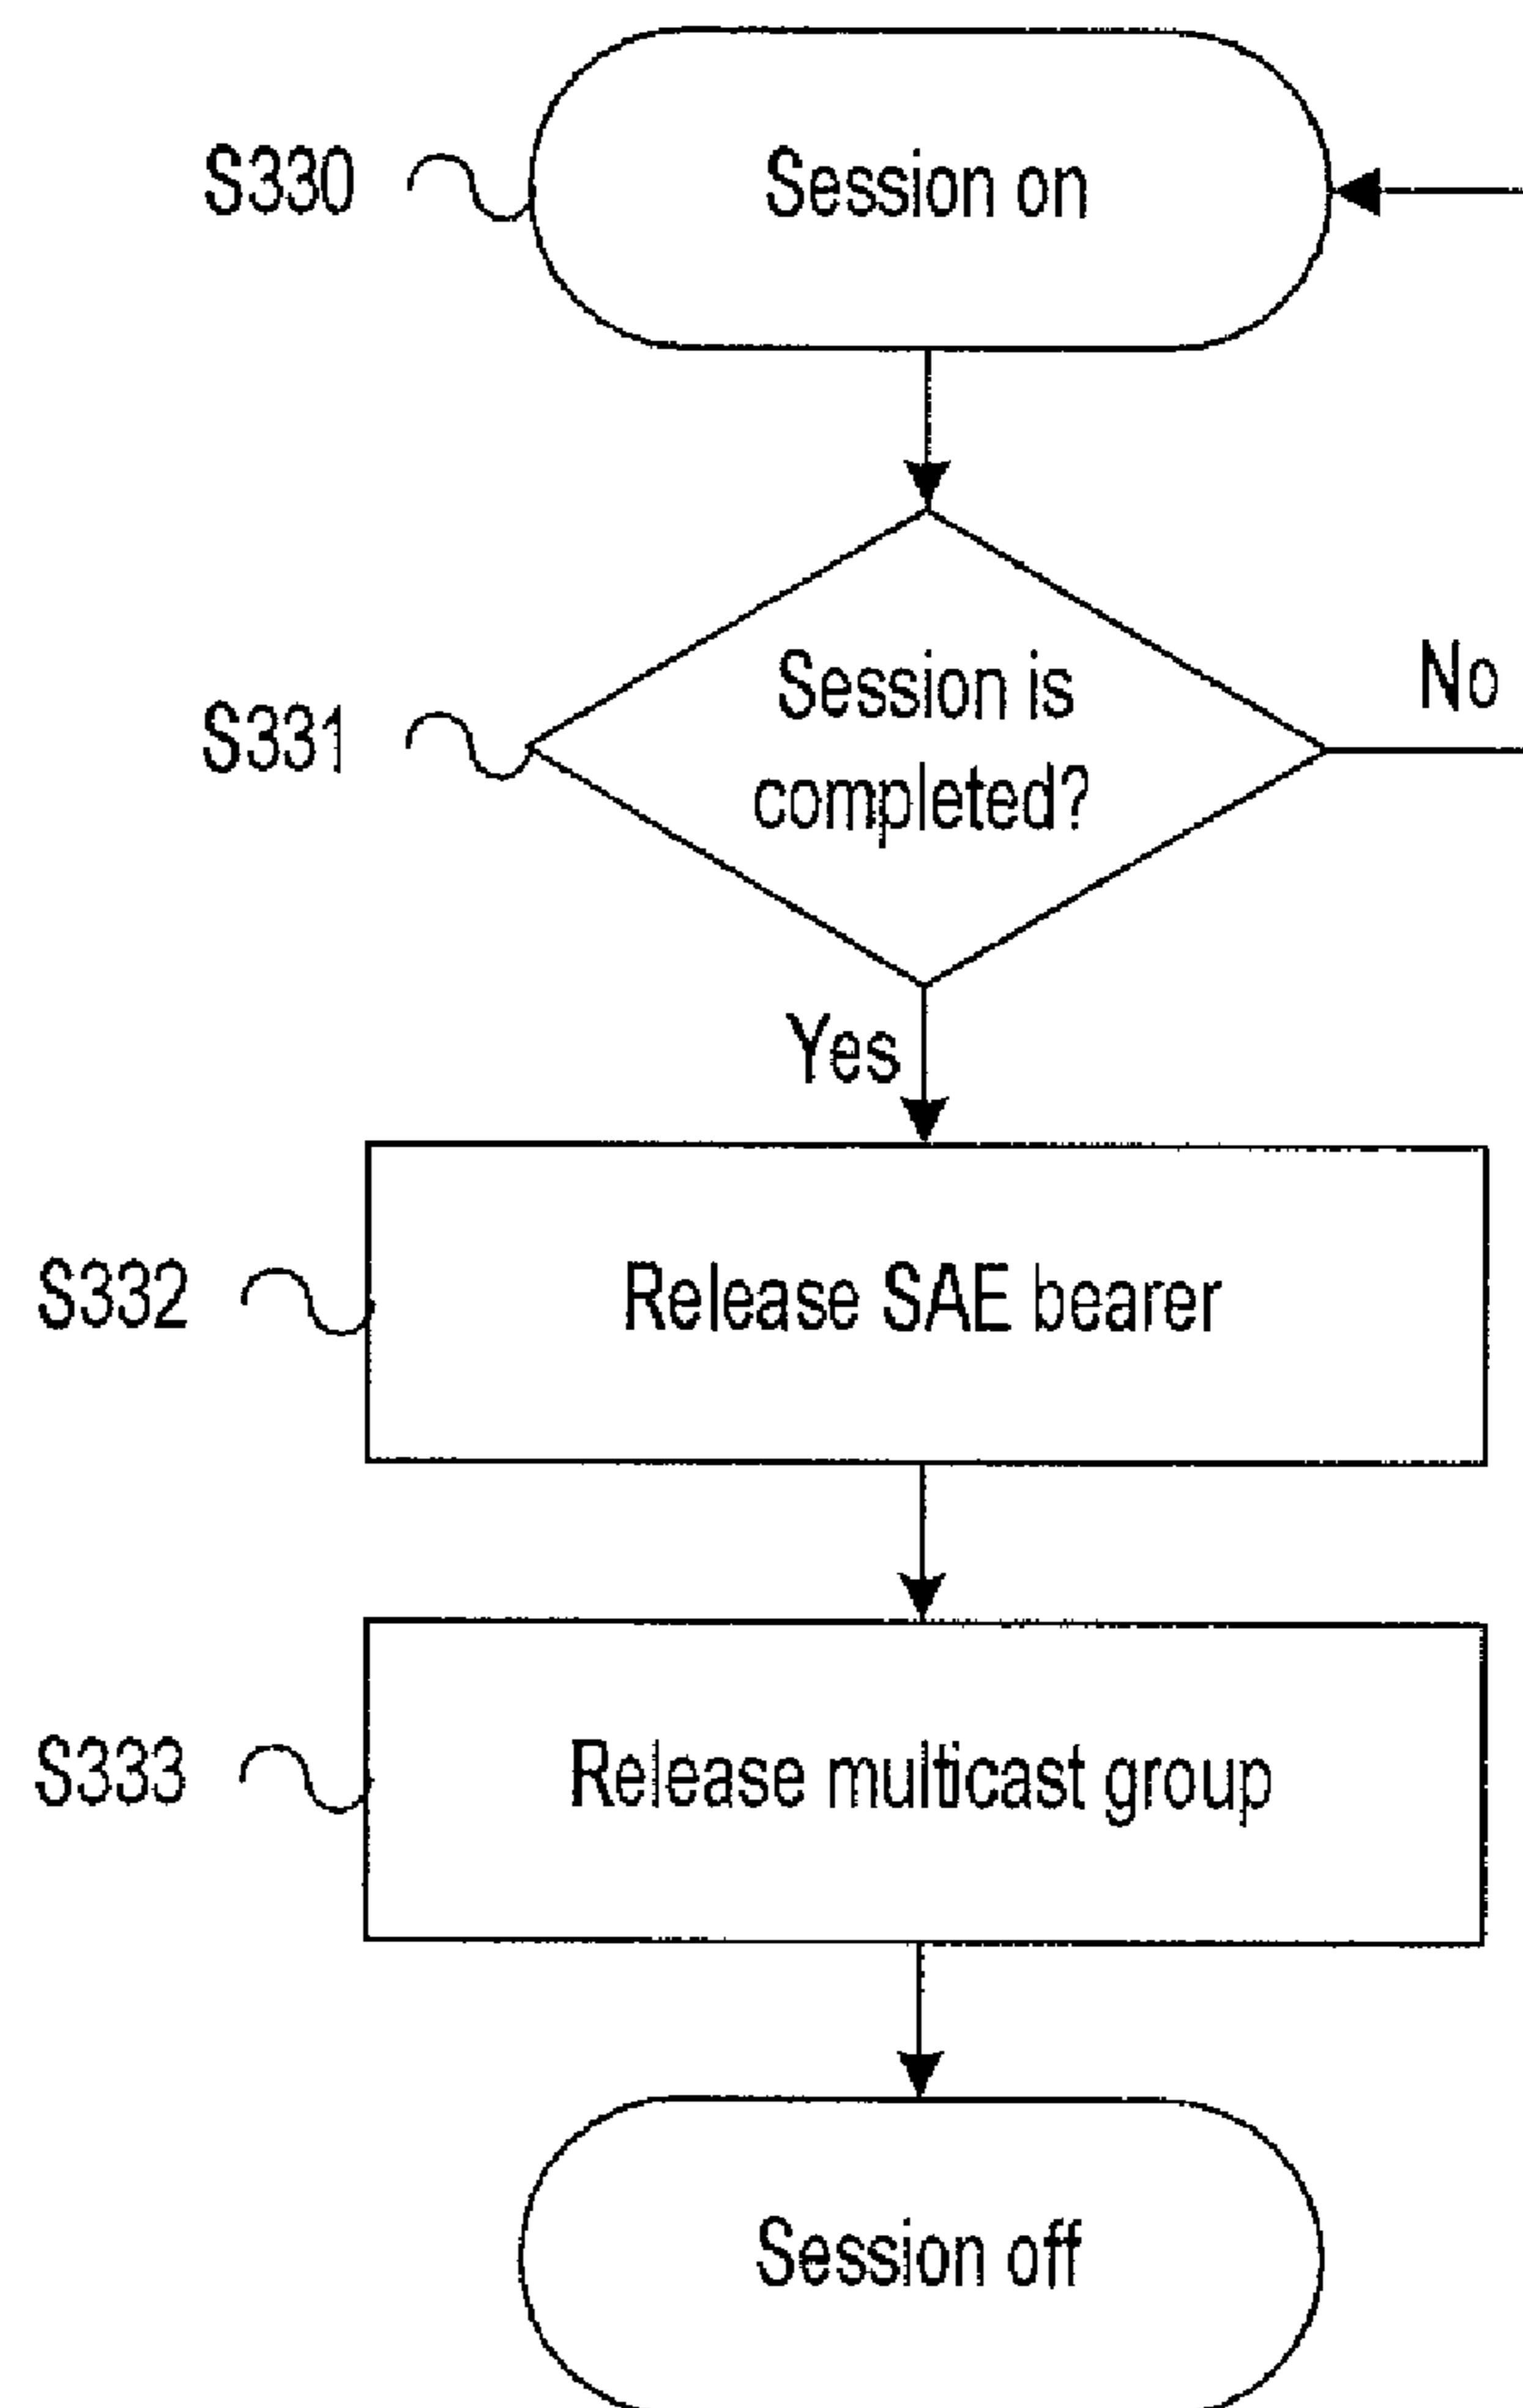 S330
Session on
S331
Session is
completed?
No
Yes
S332
Release SAE bearer
S333
Release multicast group
Session off